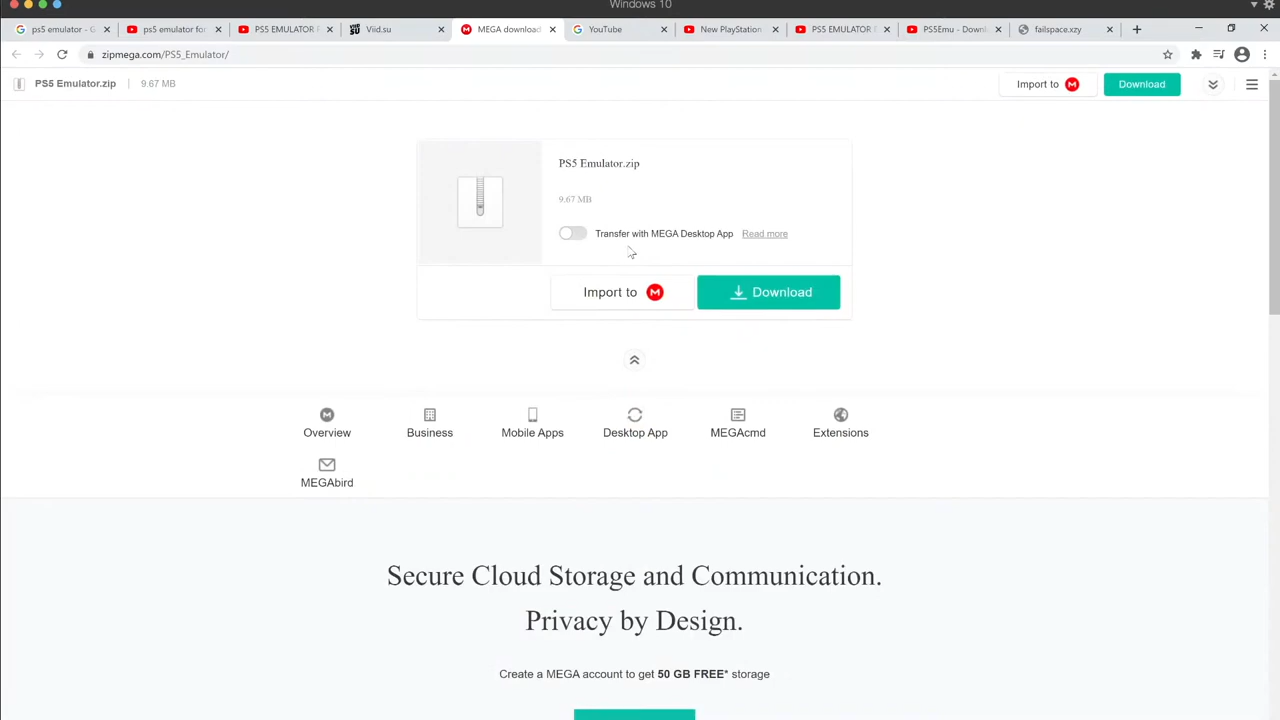 Windows 10
ps5 emulator - G
ps5 emulator for
PS5 EMULATOR F
Viid.su
MEGA download
YouTube
New PlayStation
PS5 EMULATOR
PS5Emu - Downl
failspace.xzy
zipmega.com/PS5_Emulator/
PS5 Emulator.zip
9.67 MB
Import to
Download
PS5 Emulator.zip
9.67 MB
Transfer with MEGA Desktop App Read more
Import to
Download
Overview
Business
Mobile Apps
Desktop App
MEGAcmd
Extensions
MEGAbird
Secure Cloud Storage and Communication.
Privacy by Design.
Create a MEGA account to get 50 GB FREE* storage